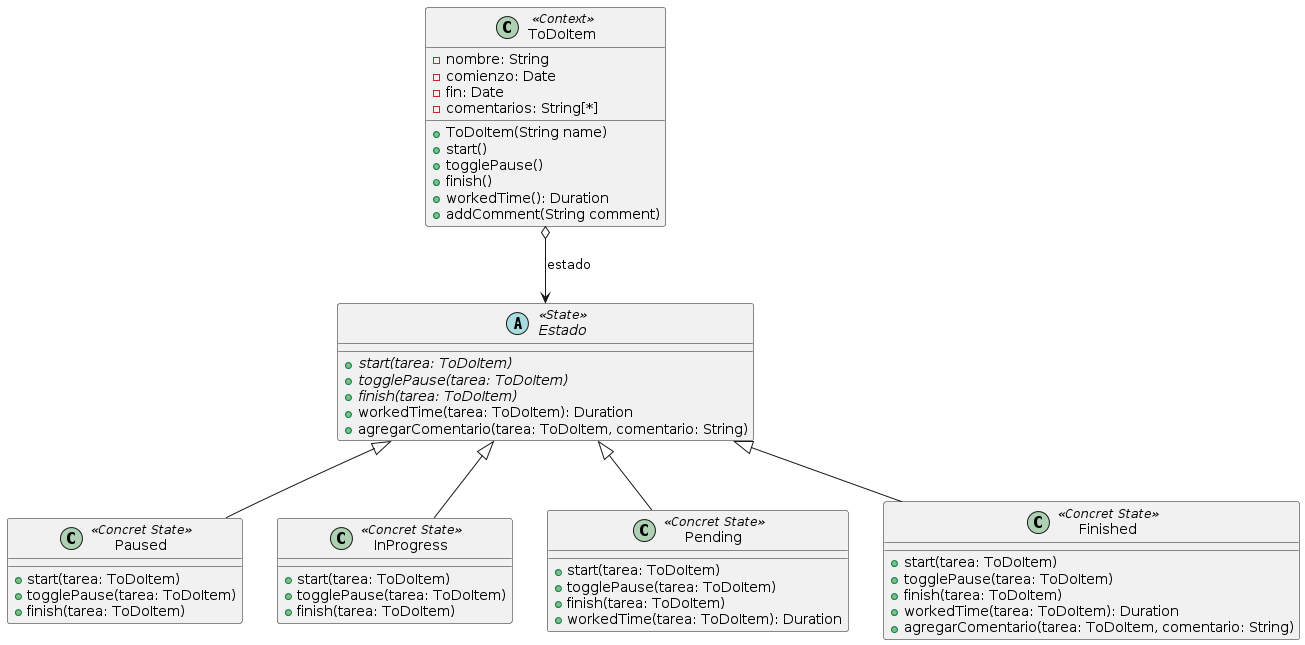 C «Context»
ToDoItem
nombre: String
comienzo: Date
fin: Date
comentarios: String[*]
ToDoItem(String name)
start()
togglePause()
finish()
workedTime(): Duration
addComment(String comment)
estado
A «State»
Estado
start(tarea: ToDoItem)
togglePause(tarea: ToDoItem)
finish(tarea: ToDoItem)
workedTime(tarea: ToDoItem): Duration
agregarComentario(tarea: ToDoItem, comentario: String)
C «Concret State»
Paused
start(tarea: ToDoItem)
togglePause(tarea: ToDoItem)
finish(tarea: ToDoItem)
C «Concret State»
InProgress
start(tarea: ToDoItem)
togglePause(tarea: ToDoItem)
finish(tarea: ToDoItem)
C «Concret State»
Pending
start(tarea: ToDoItem)
togglePause(tarea: ToDoItem)
finish(tarea: ToDoItem)
workedTime(tarea: ToDoItem): Duration
C «Concret State»
Finished
start(tarea: ToDoItem)
togglePause(tarea: ToDoItem)
finish(tarea: ToDoItem)
workedTime(tarea: ToDoItem): Duration
agregarComentario(tarea: ToDoItem, comentario: String)